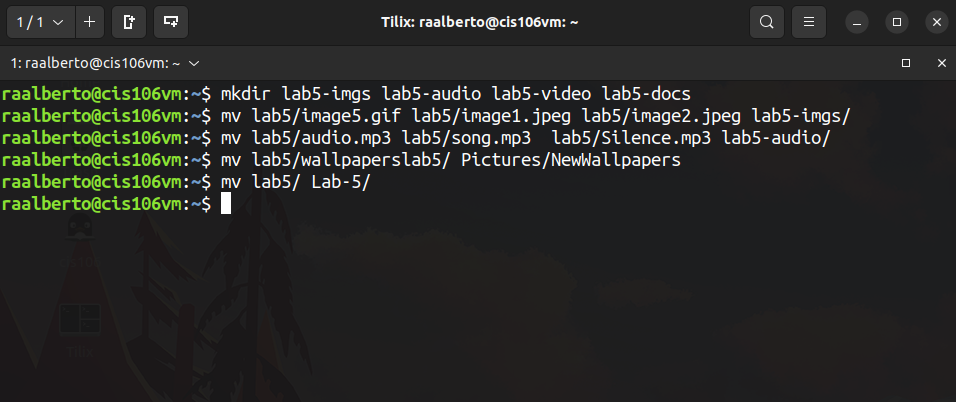 1 / 1
Tilix: raalberto@cis106vm: ~
1: raalberto@cis106vm: ~
raalberto@cis106vm:~$ mkdir lab5-imgs lab5-audio lab5-video lab5-docs
raalberto@cis106vm:~$ mv lab5/image5.gif lab5/image1.jpeg lab5/image2.jpeg lab5-imgs/
raalberto@cis106vm:~$ mv lab5/audio.mp3 lab5/song.mp3  lab5/Silence.mp3 lab5-audio/
raalberto@cis106vm:~$ mv lab5/wallpaperslab5/ Pictures/NewWallpapers
raalberto@cis106vm:~$ mv lab5/ Lab-5/
raalberto@cis106vm:~$